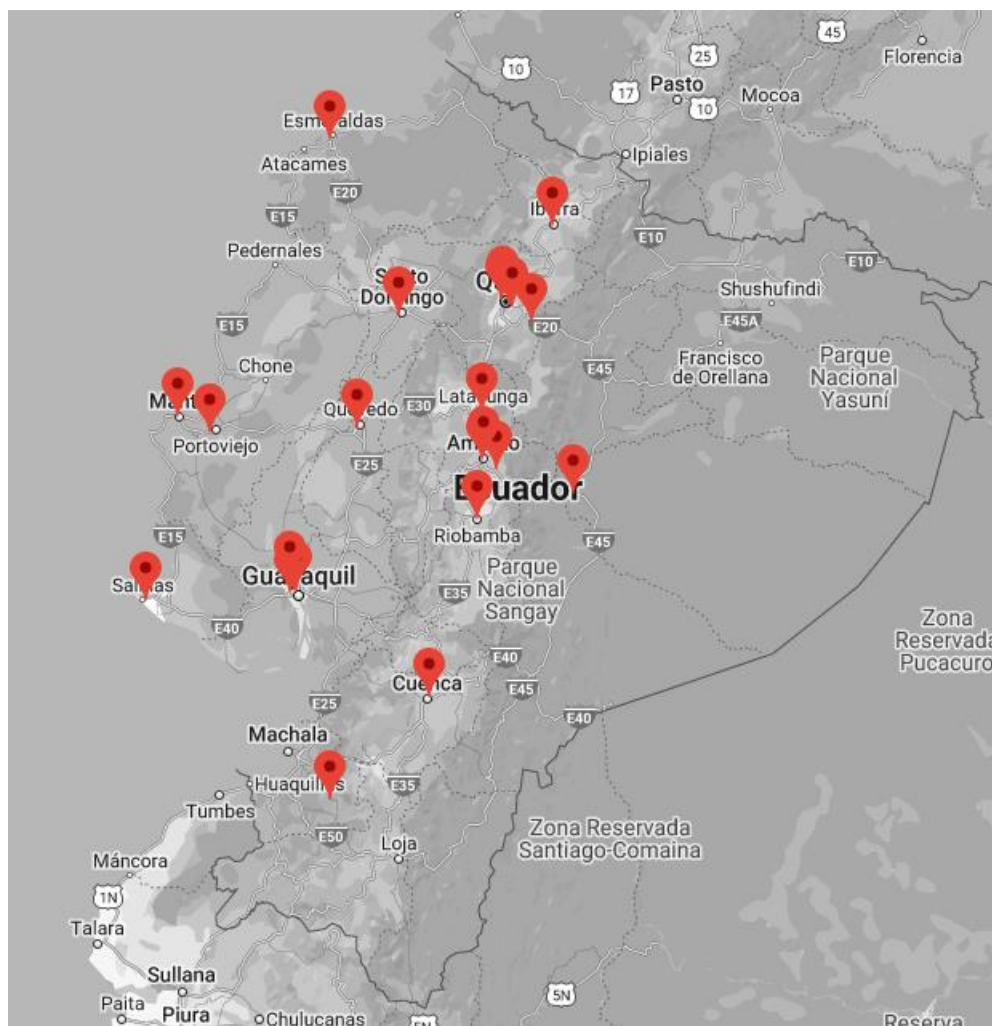 45
25
Florencia
10
Pasto
17
10
Mocoa
Atacames
Ipiales
E20
E15
E10
Pedernales
E10
Shushufindi
Domingo
E20
E45A
E15
Francisco
de Orellana
Parque
Nacional
Yasuní
Chone
E45
E30
Portoviejo
E25
E15
Riobamba
E45
Parque
Nacional
Sangay
E35
E40
Zona
Reservada
Pucacuro
E40
E45
E25
E40
Machala
Tumbes
E35
E50
Loja
Zona Reservada
Santiago-Comaina
Máncora
1N
Talara
Sullana
5N
Paita
Piura
Chulucanas
5N
Reserva